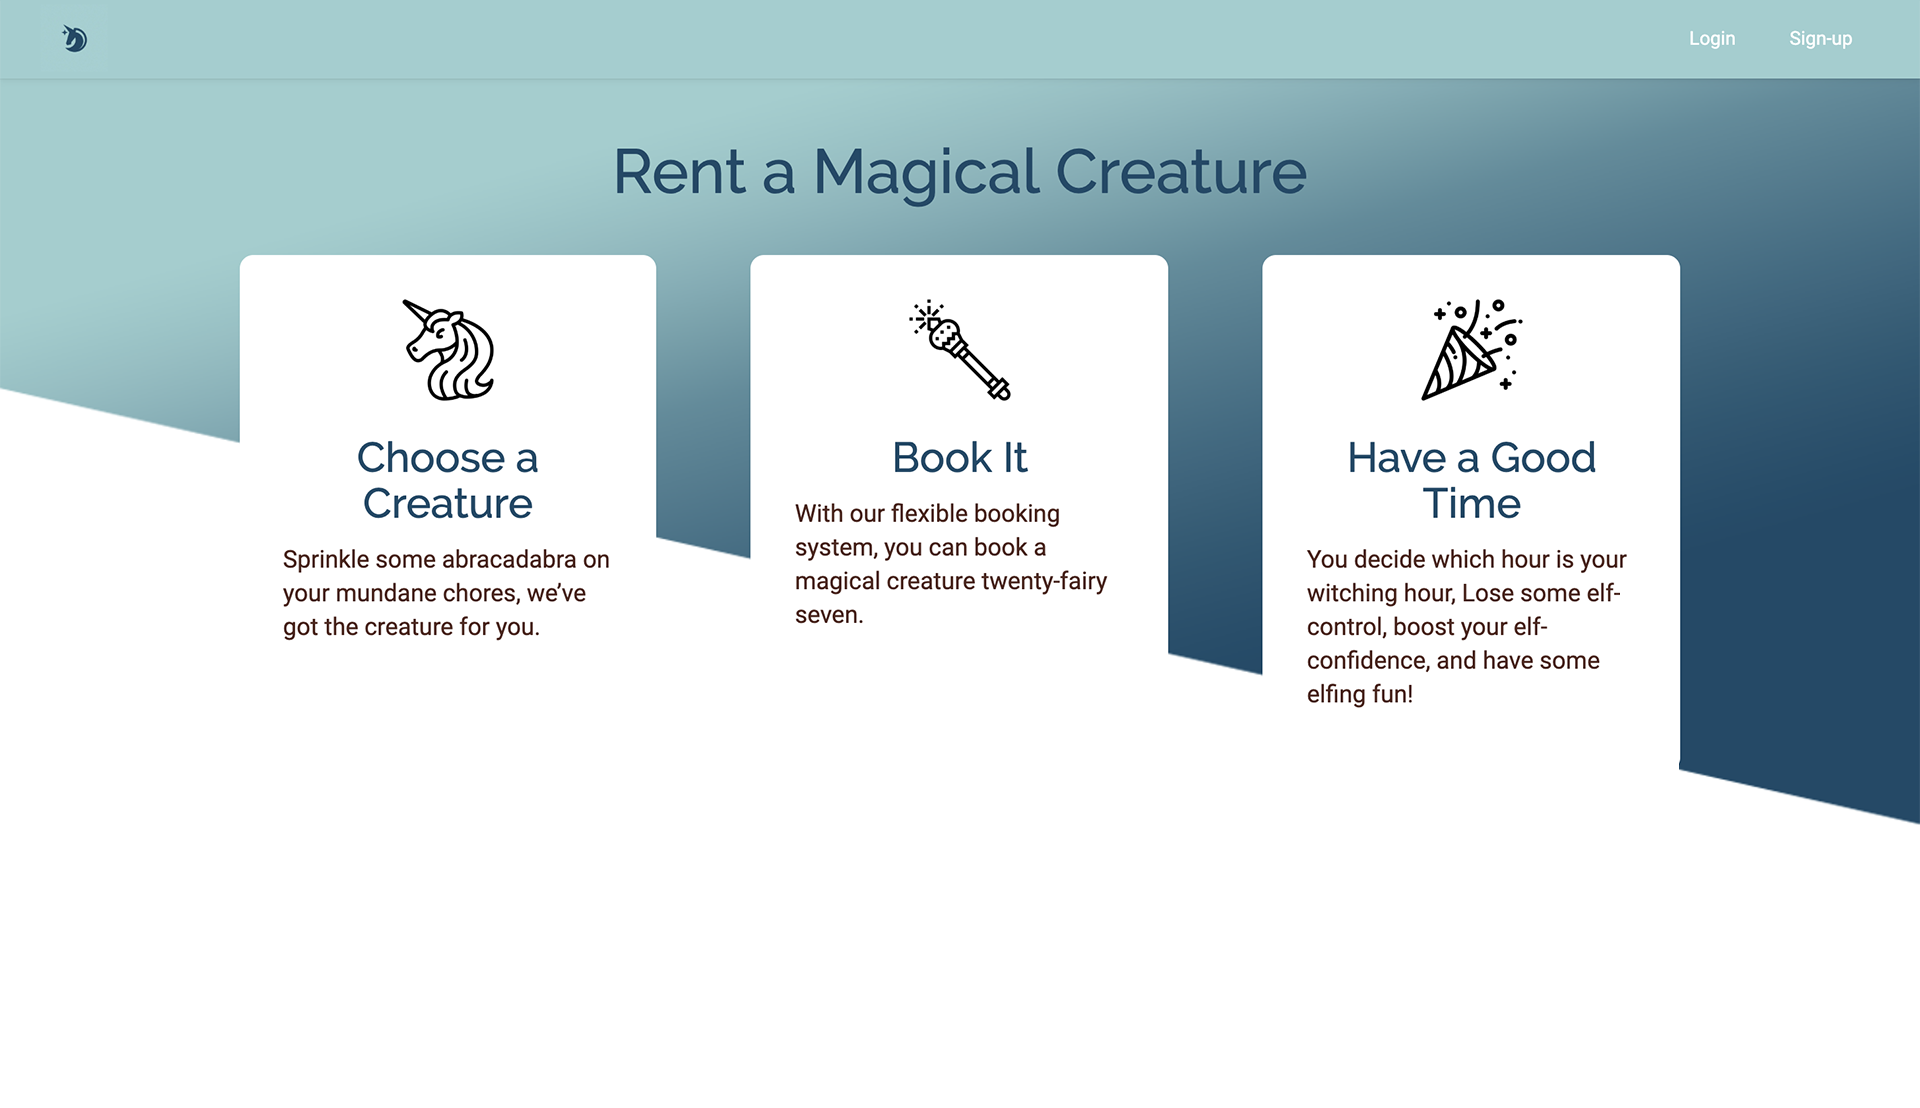 Login Sign-up
Rent a Magical Creature
Choose a
Creature
Sprinkle some abracadabra on
your mundane chores, we’ve
got the creature for you.
Book It
With our flexible booking
system, you can book a
magical creature twenty-fairy
seven.
Have a Good
Time
You decide which hour is your
witching hour, Lose some elf-
control, boost your elf-
confidence, and have some
elfing fun!